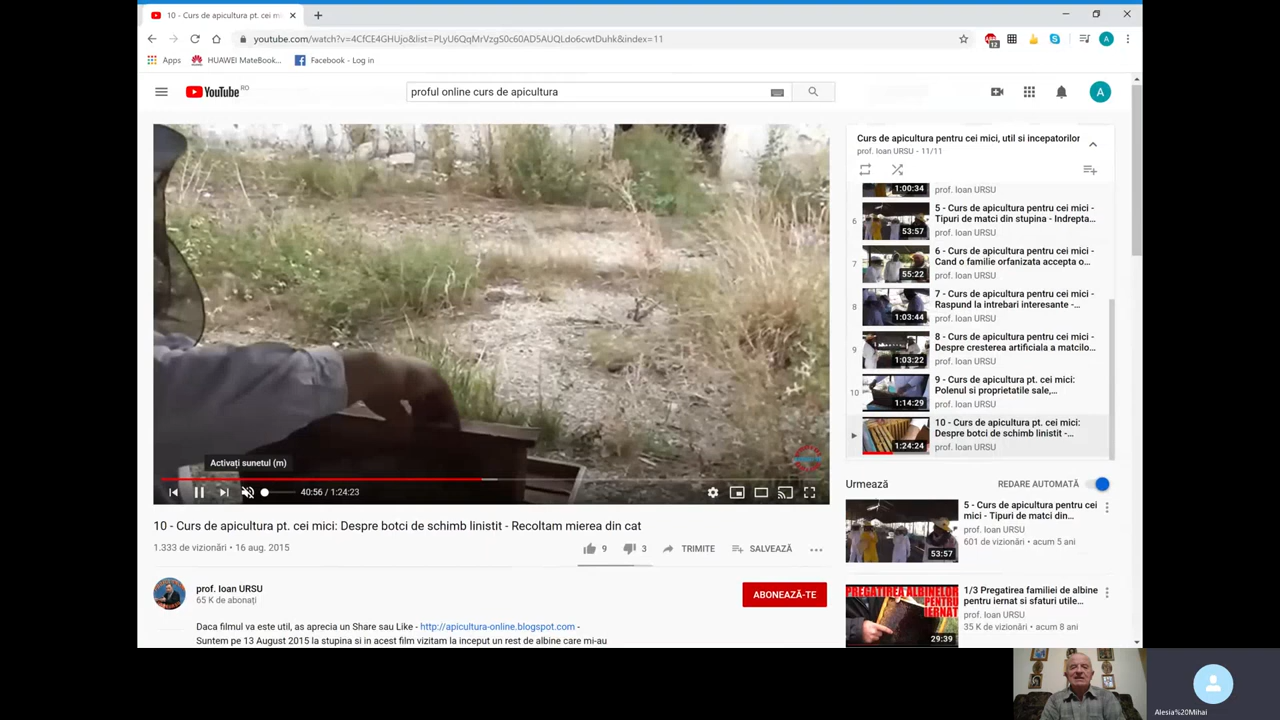 10 - Curs de apicultura pt. cei mi
youtube.com/watch?v=4CfCE4GHUjo&list=PLyU6QqMrVzgS0c60AD5AUQLdo6cwtDuhk&index=11
12
A
Apps
HUAWEI MateBook...
Facebook - Log in
YouTube RO
proful online curs de apicultura
A
Activați sunetul (m)
40:56 / 1:24:23
10 - Curs de apicultura pt. cei mici: Despre botci de schimb linistit - Recoltam mierea din cat
1.333 de vizionări • 16 aug. 2015
9
3
TRIMITE
SALVEAZĂ
prof. Ioan URSU
65 K de abonați
ABONEAZĂ-TE
Daca filmul va este util, as aprecia un Share sau Like - http://apicultura-online.blogspot.com -
Suntem pe 13 August 2015 la stupina si in acest film vizitam la inceput un rest de albine care mi-au
Curs de apicultura pentru cei mici, util si incepatorilor
prof. Ioan URSU - 11/11
1:00:34
prof. Ioan URSU
6
53:57
5 - Curs de apicultura pentru cei mici -
Tipuri de matci din stupina - Indrepta...
prof. Ioan URSU
7
55:22
6 - Curs de apicultura pentru cei mici -
Cand o familie orfanizata accepta o...
prof. Ioan URSU
8
1:03:44
7 - Curs de apicultura pentru cei mici -
Raspund la intrebari interesante -...
prof. Ioan URSU
9
1:03:22
8 - Curs de apicultura pentru cei mici -
Despre cresterea artificiala a matcilo...
prof. Ioan URSU
10
1:14:29
9 - Curs de apicultura pt. cei mici:
Polenul si proprietatile sale,...
prof. Ioan URSU
1:24:24
10 - Curs de apicultura pt. cei mici:
Despre botci de schimb linistit -...
prof. Ioan URSU
Urmează
REDARE AUTOMATĂ
53:57
5 - Curs de apicultura pentru cei
mici - Tipuri de matci din...
prof. Ioan URSU
601 de vizionări • acum 5 ani
PREGATIREA ALBINELOR
PENTRU
IERNAT
29:39
1/3 Pregatirea familiei de albine
pentru iernat si sfaturi utile...
prof. Ioan URSU
35 K de vizionări • acum 8 ani
Alesia%20Mihai